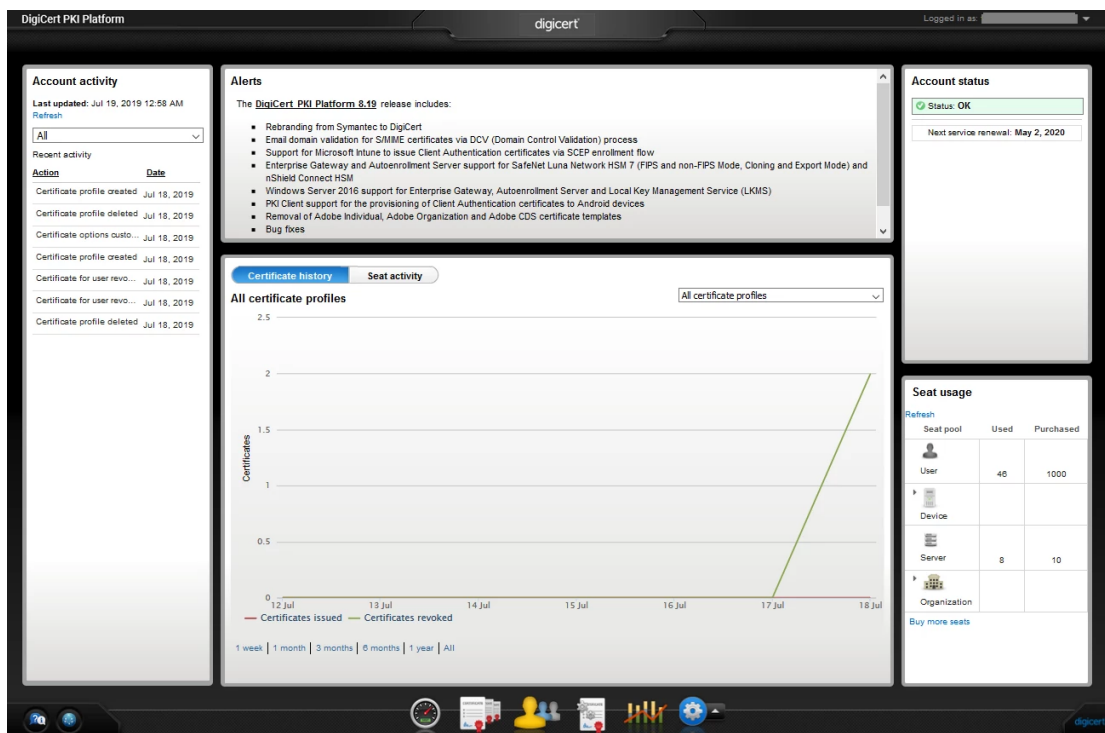 DigiCert PKI Platform
digicert
Logged in as:
Account activity
Last updated: Jul 19, 2019 12:58 AM
Refresh
All
Recent activity
Action Date
Certificate profile created Jul 18, 2019
Certificate profile deleted Jul 18, 2019
Certificate options custo... Jul 18, 2019
Certificate profile created Jul 18, 2019
Certificate for user revo... Jul 18, 2019
Certificate for user revo... Jul 18, 2019
Certificate profile deleted Jul 18, 2019
Alerts
The DigiCert PKI Platform 8.19 release includes:
Rebranding from Symantec to DigiCert
Email domain validation for S/MIME certificates via DCV (Domain Control Validation) process
Support for Microsoft Intune to issue Client Authentication certificates via SCEP enrollment flow
Enterprise Gateway and Autoenrollment Server support for SafeNet Luna Network HSM 7 (FIPS and non-FIPS Mode, Cloning and Export Mode) and
nShield Connect HSM
Windows Server 2016 support for Enterprise Gateway, Autoenrollment Server and Local Key Management Service (LKMS)
PKI Client support for the provisioning of Client Authentication certificates to Android devices
Removal of Adobe Individual, Adobe Organization and Adobe CDS certificate templates
Bug fixes
Certificate history Seat activity
All certificate profiles
All certificate profiles
2.5
2
1.5
1
0.5
0
Certificates
12 Jul 13 Jul 14 Jul 15 Jul 16 Jul 17 Jul 18 Jul
Certificates issued Certificates revoked
1 week | 1 month | 3 months | 6 months | 1 year | All
Account status
Status: OK
Next service renewal: May 2, 2020
Seat usage
Refresh
Seat pool Used Purchased
User 46 1000
Device
Server 8 10
Organization
Buy more seats
digicert